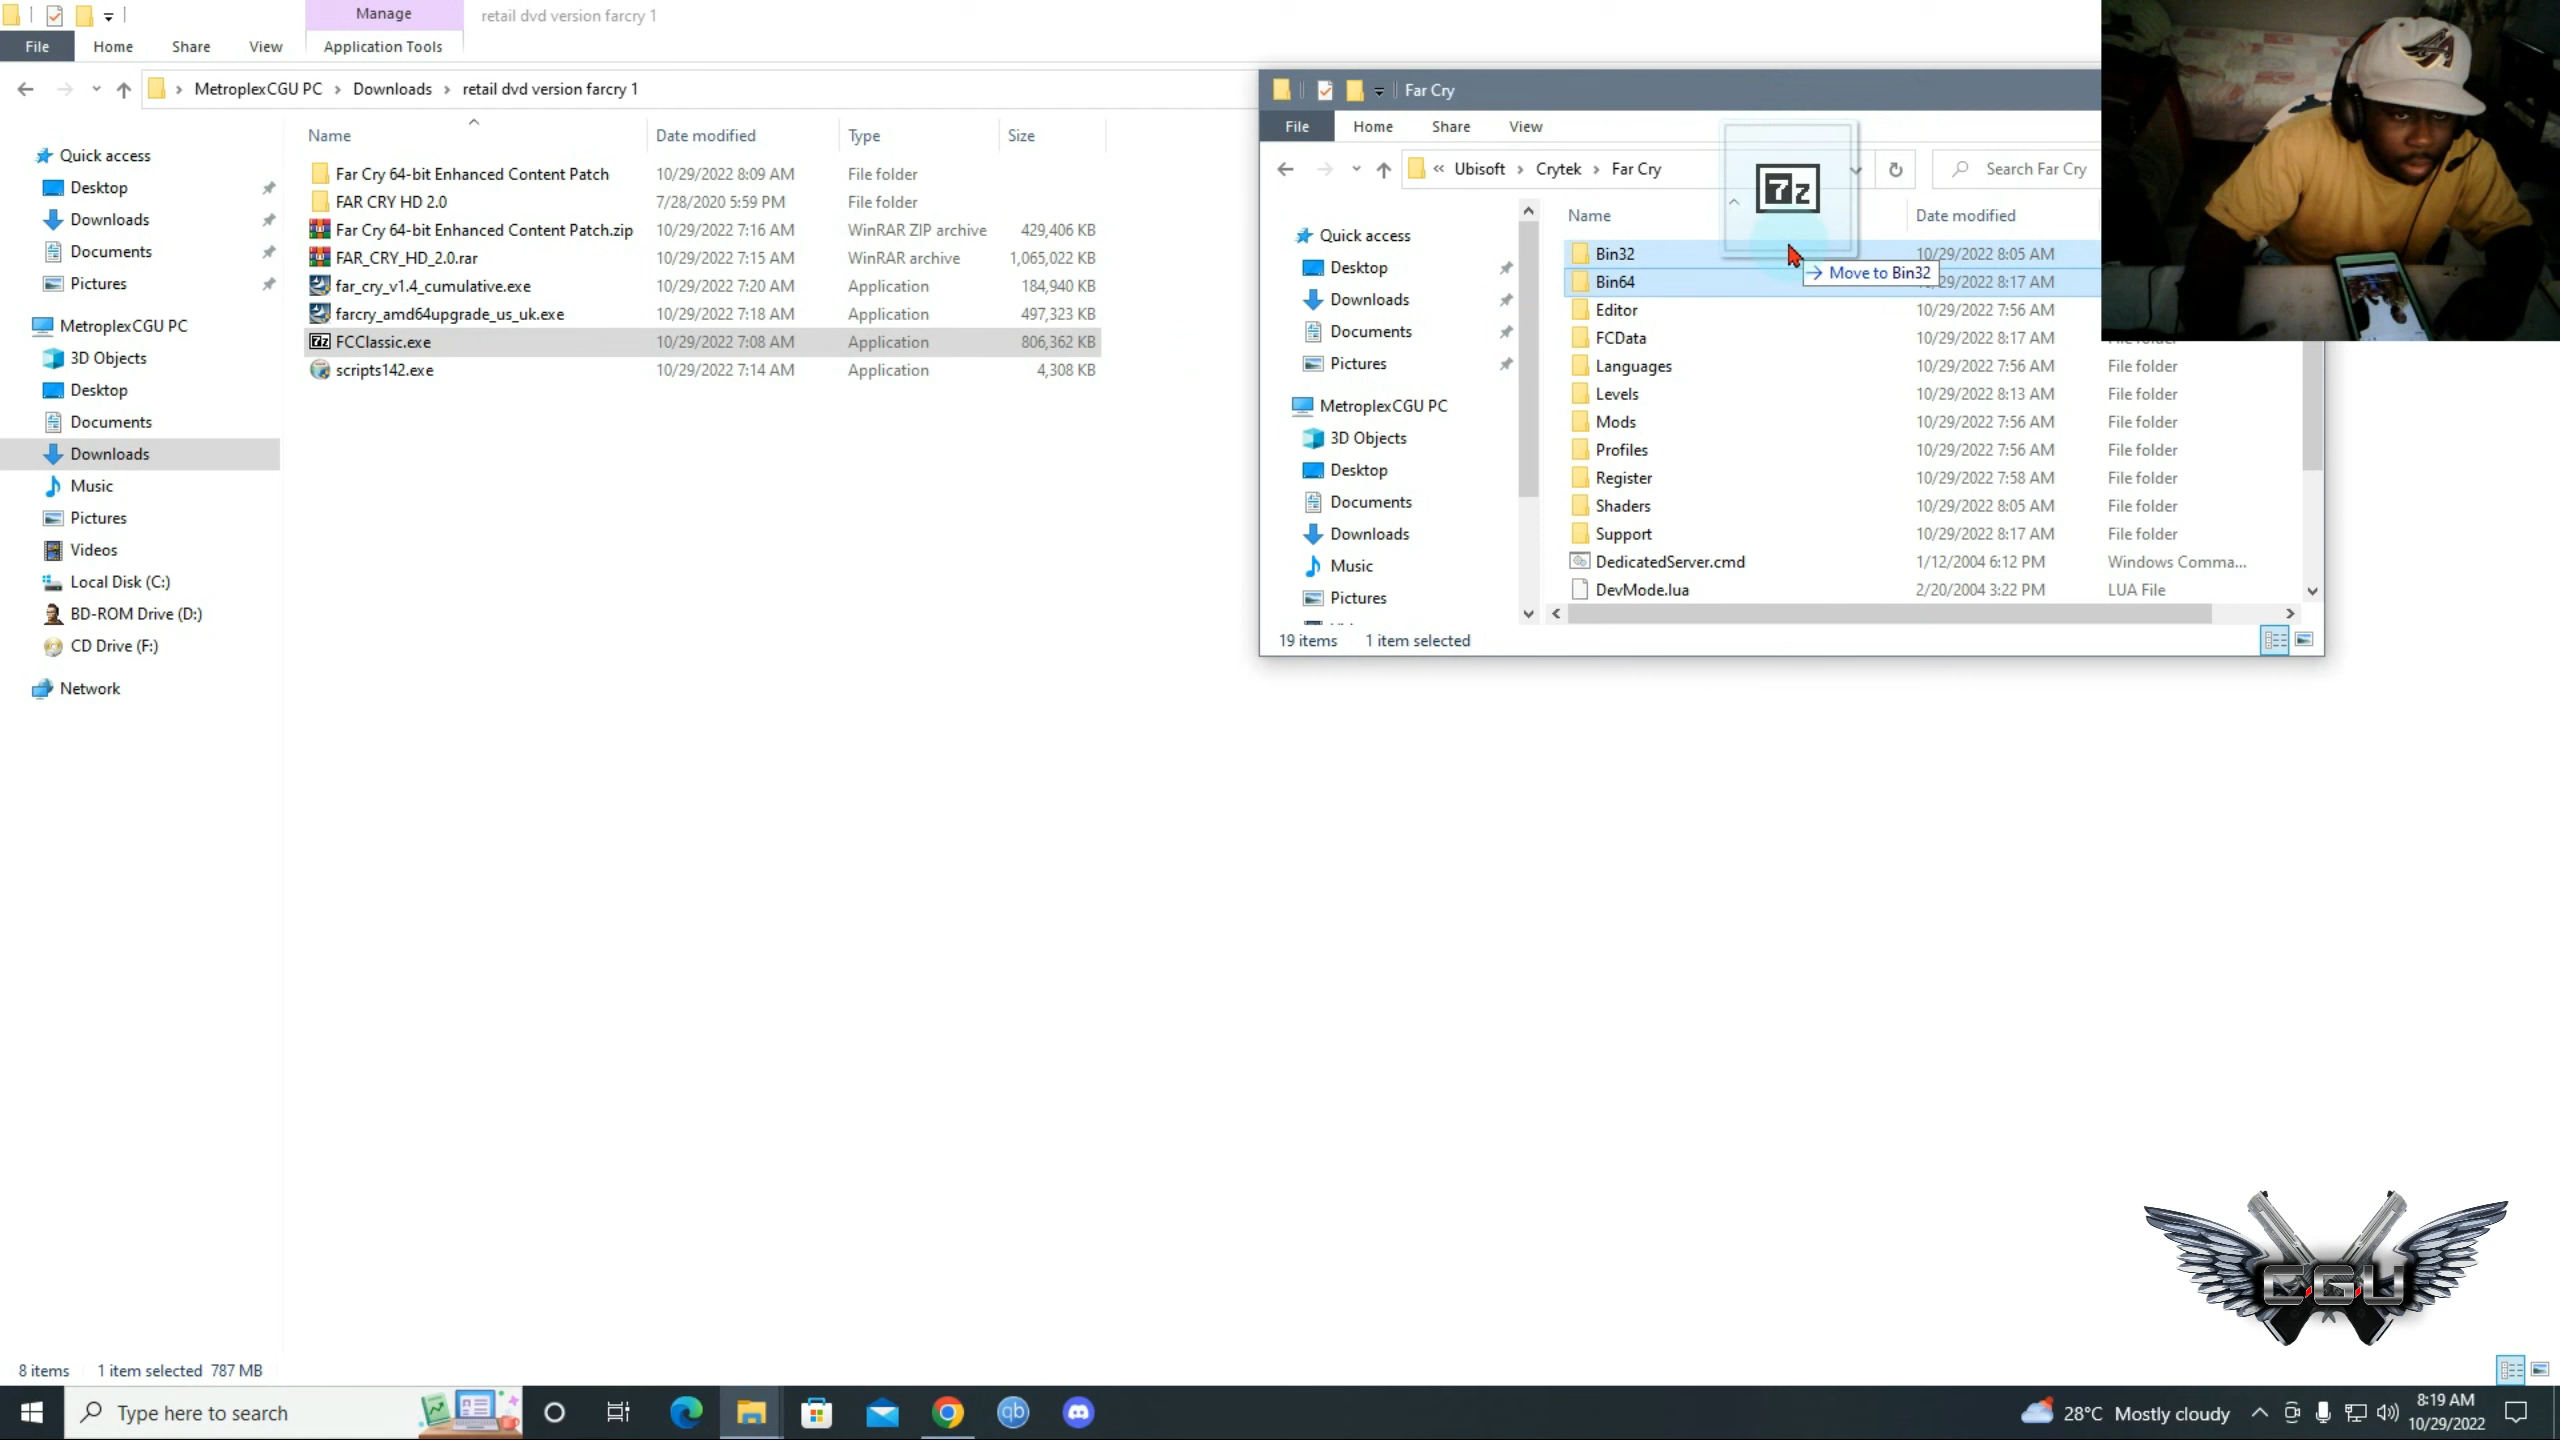 Manage
retail dvd version farcry 1
File
Home
Share
View
Application Tools
MetroplexCGU PC
Downloads
retail dvd version farcry 1
Name
Date modified
Type
Size
Quick access
Desktop
Downloads
Documents
Pictures
MetroplexCGU PC
3D Objects
Desktop
Documents
Downloads
Music
Pictures
Videos
Local Disk (C:)
BD-ROM Drive (D:)
CD Drive (F:)
Network
Far Cry 64-bit Enhanced Content Patch 10/29/2022 8:09 AM File folder
FAR CRY HD 2.0 7/28/2020 5:59 PM File folder
Far Cry 64-bit Enhanced Content Patch.zip 10/29/2022 7:16 AM WinRAR ZIP archive 429,406 KB
FAR_CRY_HD_2.0.rar 10/29/2022 7:15 AM WinRAR archive 1,065,022 KB
far_cry_v1.4_cumulative.exe 10/29/2022 7:20 AM Application 184,940 KB
farcry_amd64upgrade_us_uk.exe 10/29/2022 7:18 AM Application 497,323 KB
7z FCClassic.exe 10/29/2022 7:08 AM Application 806,362 KB
scripts142.exe 10/29/2022 7:14 AM Application 4,308 KB
Far Cry
File
Home
Share
View
« Ubisoft
Crytek
Far Cry
Search Far Cry
7z
Name
Date modified
Quick access
Desktop
Downloads
Documents
Pictures
MetroplexCGU PC
3D Objects
Desktop
Documents
Downloads
Music
Pictures
Bin32 10/29/2022 8:05 AM
Move to Bin32
Bin64 /29/2022 8:17 AM
Editor 10/29/2022 7:56 AM
FCData 10/29/2022 8:17 AM File folder
Languages 10/29/2022 7:56 AM File folder
Levels 10/29/2022 8:13 AM File folder
Mods 10/29/2022 7:56 AM File folder
Profiles 10/29/2022 7:56 AM File folder
Register 10/29/2022 7:58 AM File folder
Shaders 10/29/2022 8:05 AM File folder
Support 10/29/2022 8:17 AM File folder
DedicatedServer.cmd 1/12/2004 6:12 PM Windows Comma...
DevMode.lua 2/20/2004 3:22 PM LUA File
19 items
1 item selected
C.G.U
8 items
1 item selected 787 MB
Type here to search
qb
28°C Mostly cloudy
8:19 AM
10/29/2022